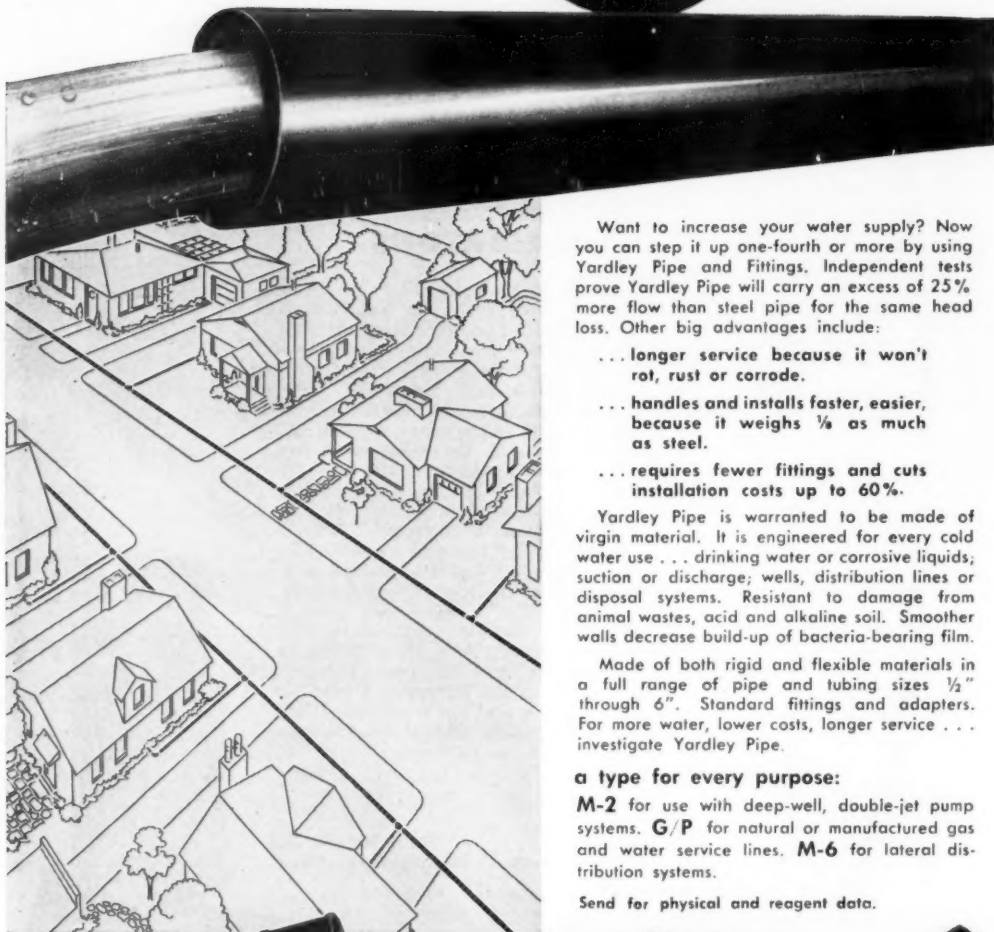 Want to increase your water supply? Now
you can step it up one-fourth or more by using
Yardley Pipe and Fittings. Independent tests
prove Yardley Pipe will carry an excess of 25%
more flow than steel pipe for the same head
loss. Other big advantages include:
... longer service because it won't
rot, rust or corrode.
... handles and installs faster, easier,
because it weighs ⅛ as much
as steel.
... requires fewer fittings and cuts
installation costs up to 60%.
Yardley Pipe is warranted to be made of
virgin material. It is engineered for every cold
water use . . . drinking water or corrosive liquids;
suction or discharge; wells, distribution lines or
disposal systems. Resistant to damage from
animal wastes, acid and alkaline soil. Smoother
walls decrease build-up of bacteria-bearing film.
Made of both rigid and flexible materials in
a full range of pipe and tubing sizes ½"
through 6". Standard fittings and adapters.
For more water, lower costs, longer service . . .
investigate Yardley Pipe.
a type for every purpose:
M-2 for use with deep-well, double-jet pump
systems. G/P for natural or manufactured gas
and water service lines. M-6 for lateral dis-
tribution systems.
Send for physical and reagent data.